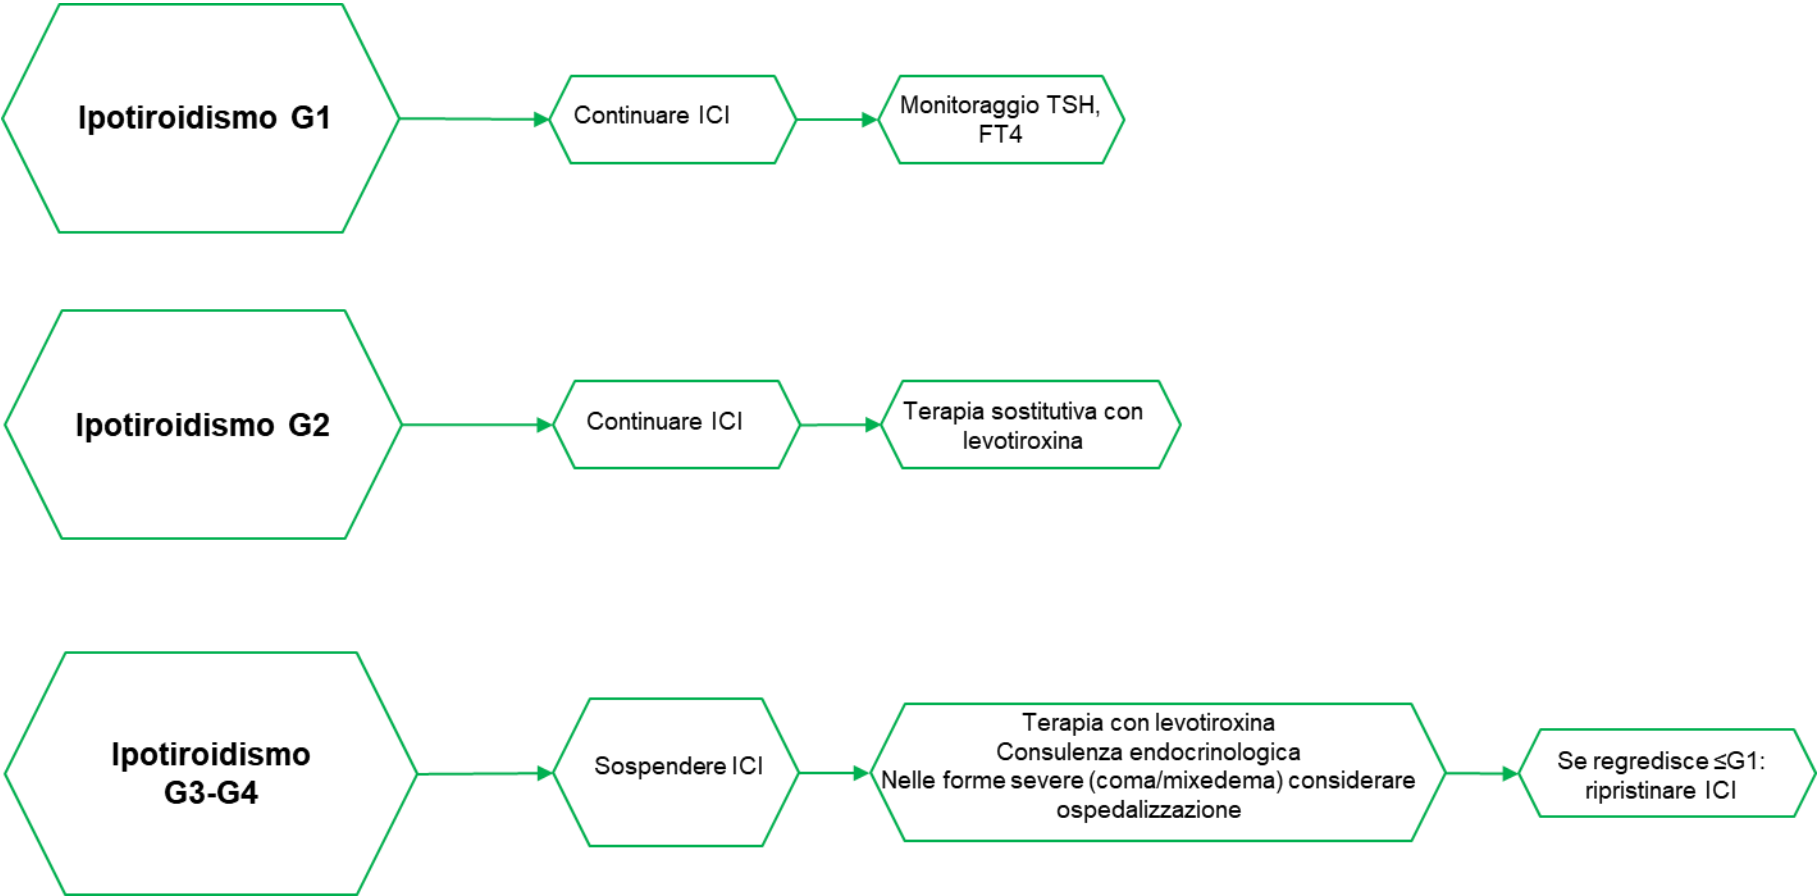 Ipotiroidismo G1
Continuare ICI
Monitoraggio TSH,
FT4
Ipotiroidismo G2
Continuare ICI
Terapia sostitutiva con
levotiroxina
Ipotiroidismo
G3-G4
Sospendere ICI
Terapia con levotiroxina
Consulenza endocrinologica
Nelle forme severe (coma/mixedema) considerare
ospedalizzazione
Se regredisce ≤G1:
ripristinare ICI